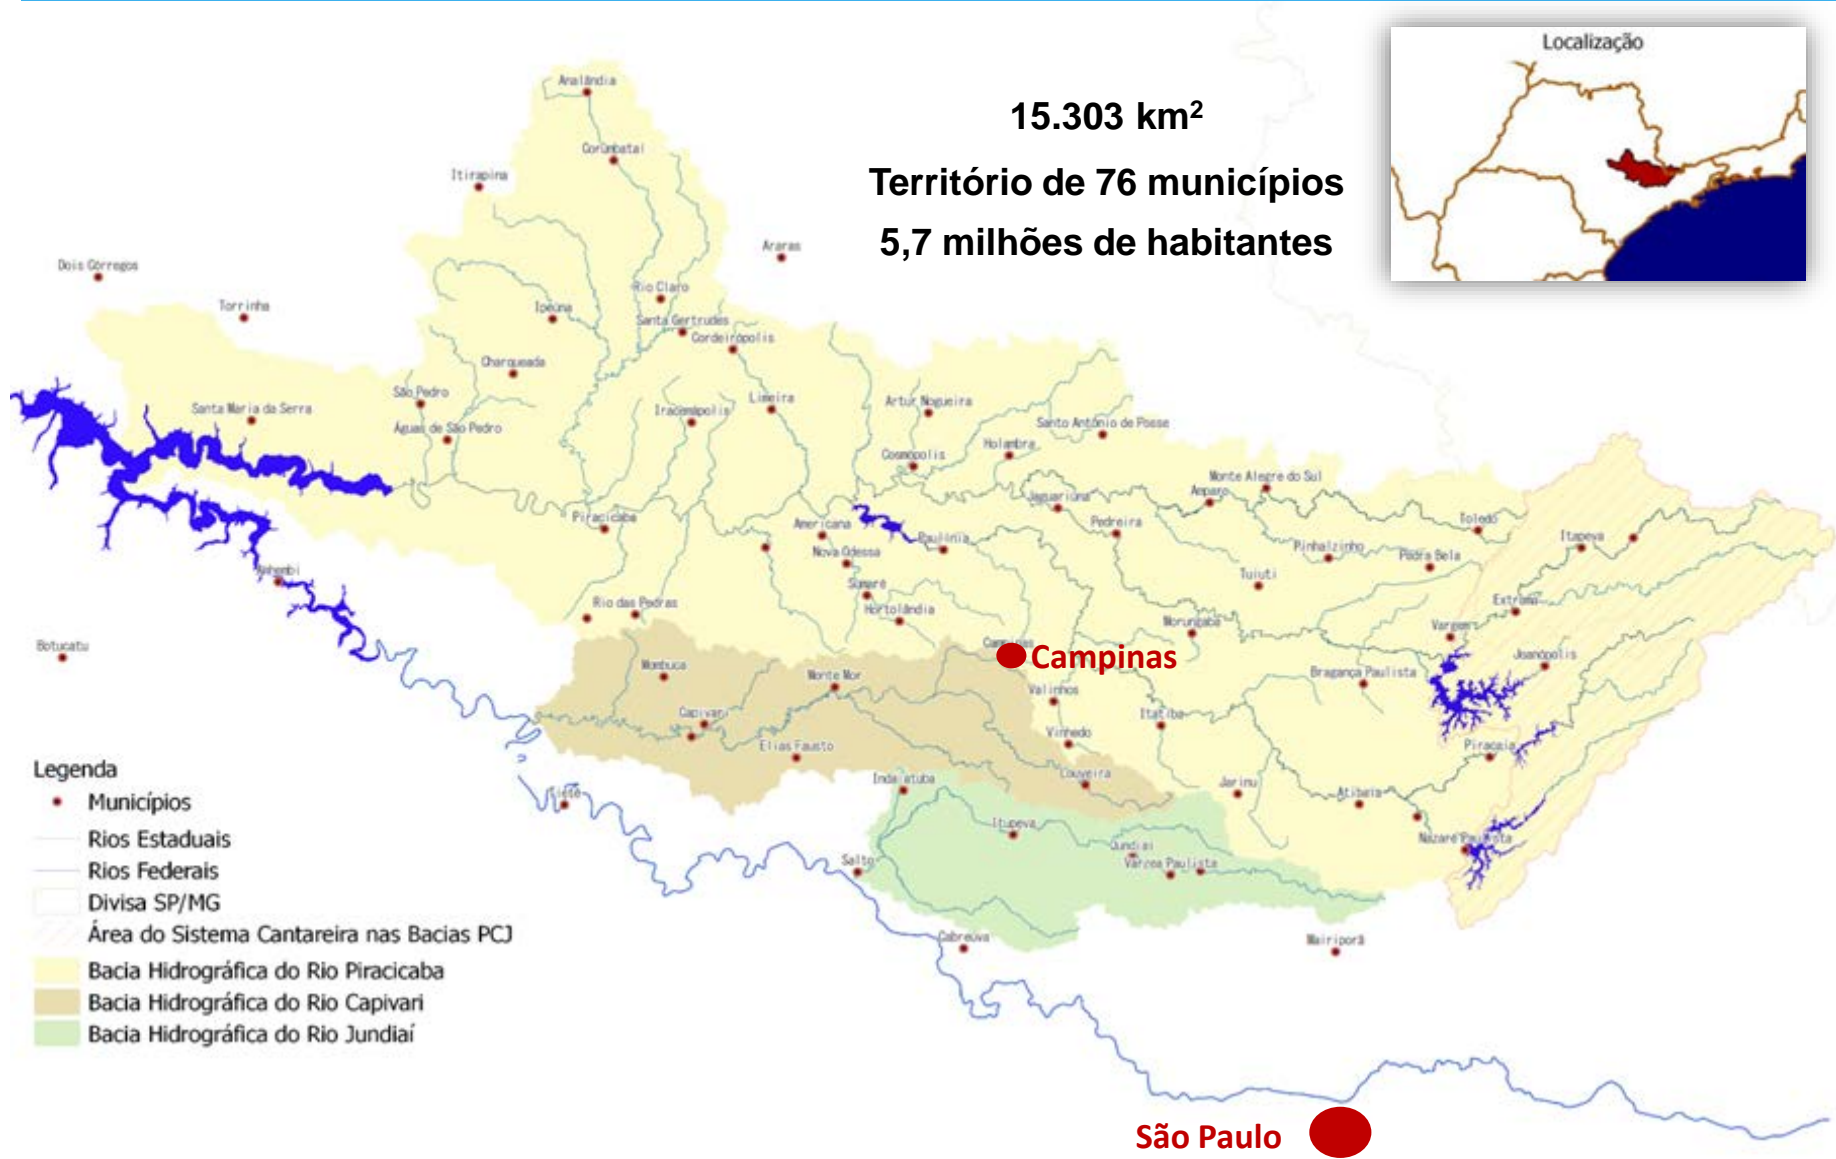 Localização
15.303 km²
Território de 76 municípios
5,7 milhões de habitantes
Analândia
Corumbataí
Itirapina
Araras
Dois Córregos
Torrinha
Rio Claro
Ipeúna
Santa Gertrudes
Cordeirópolis
Charqueada
São Pedro
Santa Maria da Serra
Águas de São Pedro
Iracemápolis
Limeira
Artur Nogueira
Santo Antônio de Posse
Holambra
Cosmópolis
Monte Alegre do Sul
Amparo
Jaguariúna
Pedreira
Toledo
Itapeva
Piracicaba
Americana
Nova Odessa
Paulínia
Pinhalzinho
Pedra Bela
Tuiuti
Anhembi
Sumaré
Hortolândia
Rio das Pedras
Extrema
Vargem
Morungaba
Botucatu
Campinas
Campinas
Joanópolis
Bragança Paulista
Mombuca
Monte Mor
Valinhos
Capivari
Itatiba
Vinhedo
Elias Fausto
Piracaia
Louveira
Indaiatuba
Jarinu
Atibaia
Tietê
Itupeva
Jundiaí
Várzea Paulista
Nazaré Paulista
Salto
Cabreúva
Mairiporã
Legenda
Municípios
Rios Estaduais
Rios Federais
Divisa SP/MG
Área do Sistema Cantareira nas Bacias PCJ
Bacia Hidrográfica do Rio Piracicaba
Bacia Hidrográfica do Rio Capivari
Bacia Hidrográfica do Rio Jundiaí
São Paulo